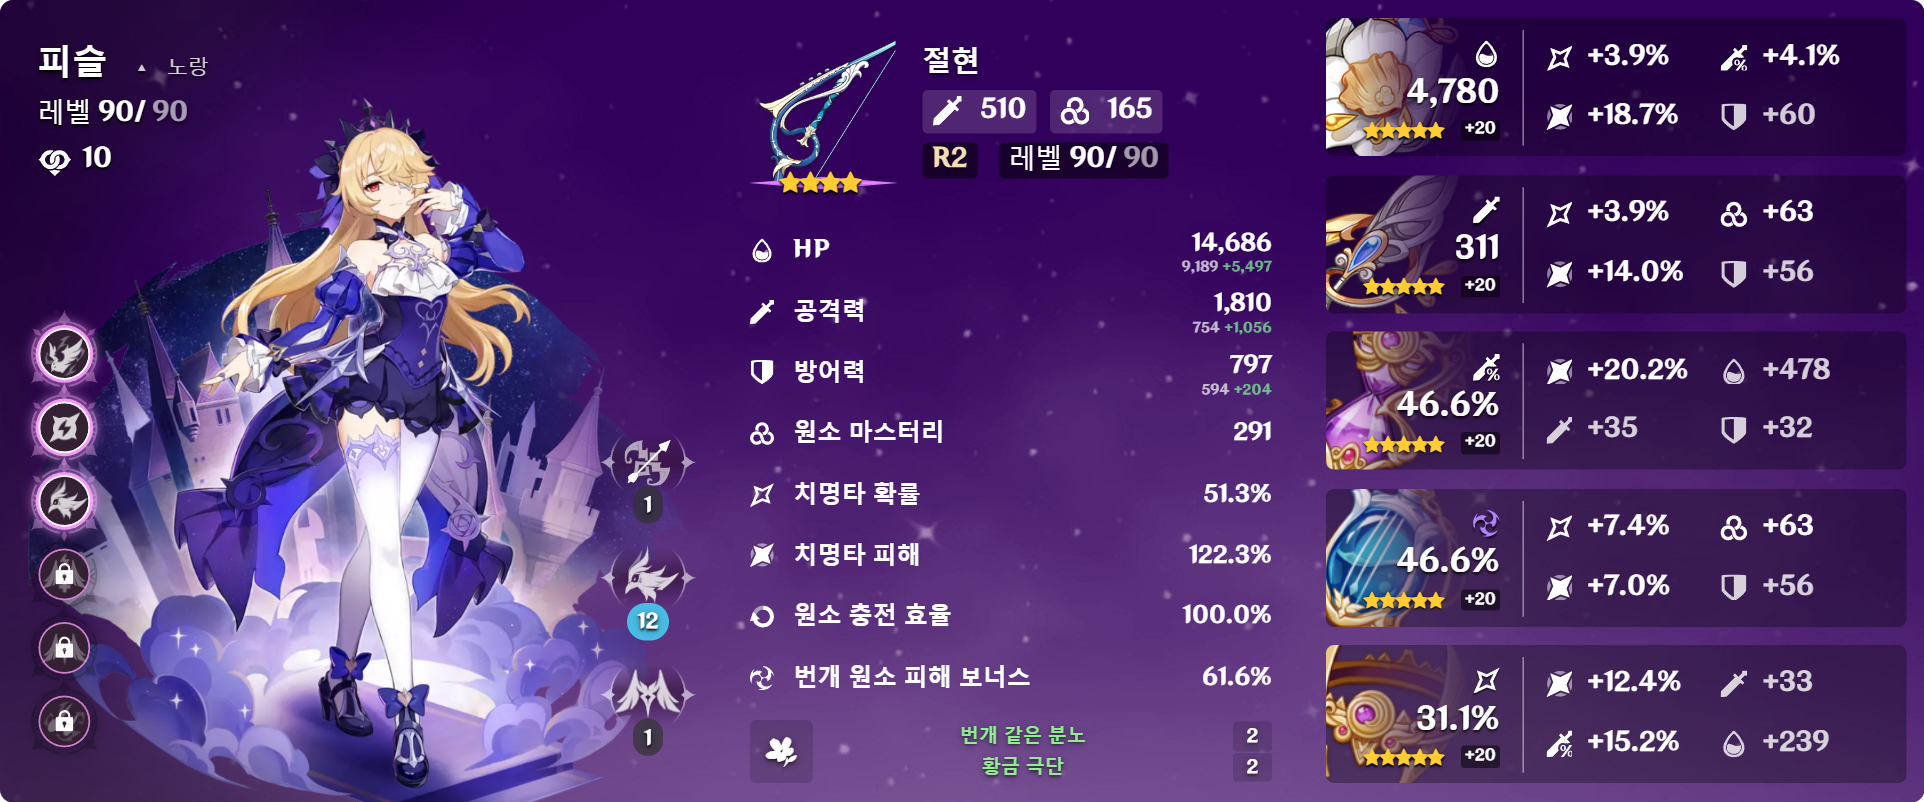 피슬 ▲ 노랑
레벨 90/ 90
10
1
12
1
절현
510 165
R2 레벨 90/ 90
HP 14,686
9,189 +5,497
공격력 1,810
754 +1,056
방어력 797
594 +204
원소 마스터리 291
치명타 확률 51.3%
치명타 피해 122.3%
원소 충전 효율 100.0%
번개 원소 피해 보너스 61.6%
번개 같은 분노 2
황금 극단 2
4,780
+20
+3.9% +4.1%
+18.7% +60
311
+20
+3.9% +63
+14.0% +56
46.6%
+20
+20.2% +478
+35 +32
46.6%
+20
+7.4% +63
+7.0% +56
31.1%
+20
+12.4% +33
+15.2% +239